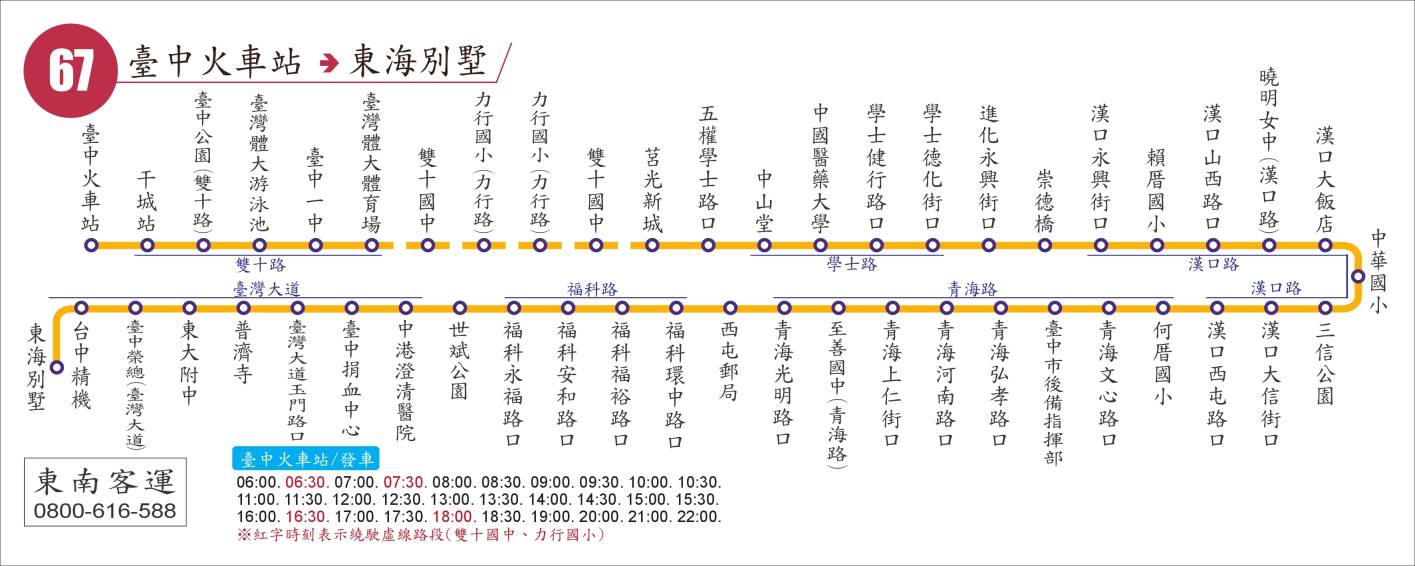 67
臺中火車站 ➔ 東海別墅
臺中火車站
干城站
臺中公園(雙十路)
臺灣體大游泳池
臺中一中
臺灣體大體育場
雙十國中
力行國小(力行路)
力行國小(力行路)
雙十國中
莒光新城
五權學士路口
中山堂
中國醫藥大學
學士健行路口
學士德化街口
進化永興街口
崇德橋
漢口永興街口
賴厝國小
漢口山西路口
曉明女中(漢口路)
漢口大飯店
中華國小
雙十路
學士路
漢口路
臺灣大道
福科路
青海路
漢口路
東海別墅
台中精機
臺中榮總(臺灣大道)
東大附中
普濟寺
臺灣大道玉門路口
臺中捐血中心
中港澄清醫院
世斌公園
福科永福路口
福科安和路口
福科福裕路口
福科環中路口
西屯郵局
青海光明路口
至善國中(青海路)
青海上仁街口
青海河南路口
青海弘孝路口
臺中市後備指揮部
青海文心路口
何厝國小
漢口西屯路口
漢口大信街口
三信公園
臺中火車站/發車
06:00. 06:30. 07:00. 07:30. 08:00. 08:30. 09:00. 09:30. 10:00. 10:30.
11:00. 11:30. 12:00. 12:30. 13:00. 13:30. 14:00. 14:30. 15:00. 15:30.
16:00. 16:30. 17:00. 17:30. 18:00. 18:30. 19:00. 20:00. 21:00. 22:00.
※紅字時刻表示繞駛虛線路段(雙十國中、力行國小)
東南客運
0800-616-588